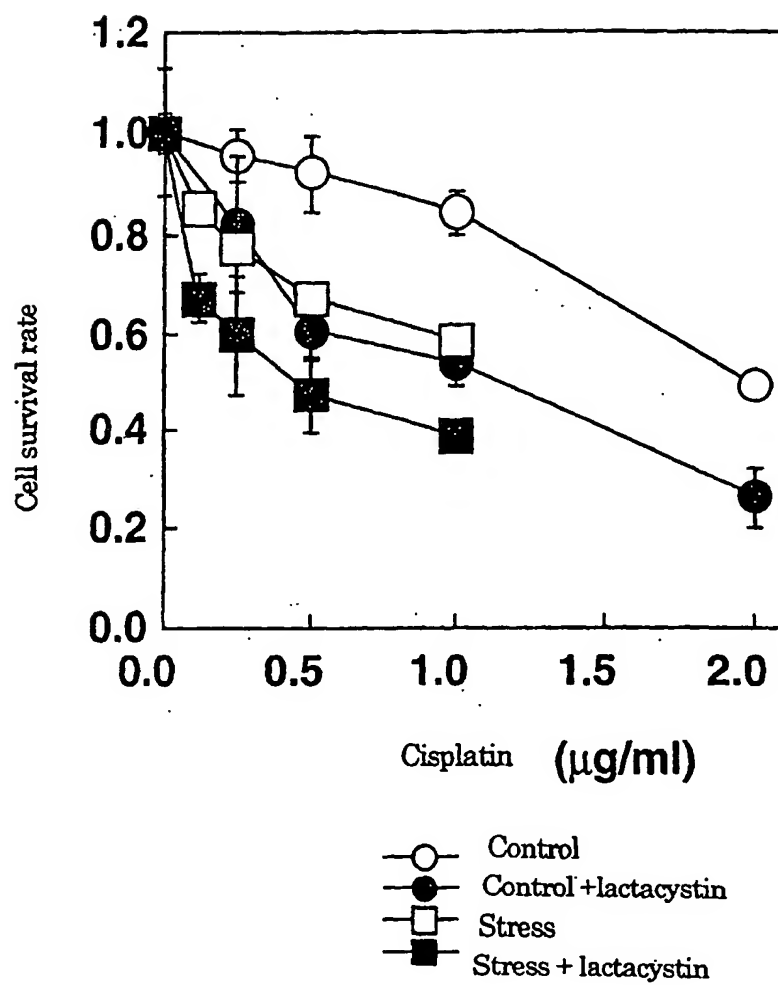 1.2
1.0
0.8
0.6
0.4
0.2
0.0
Cell survival rate
0.0 0.5 1.0 1.5 2.0
Cisplatin (μg/ml)
Control
Control+lactacystin
Stress
Stress + lactacystin